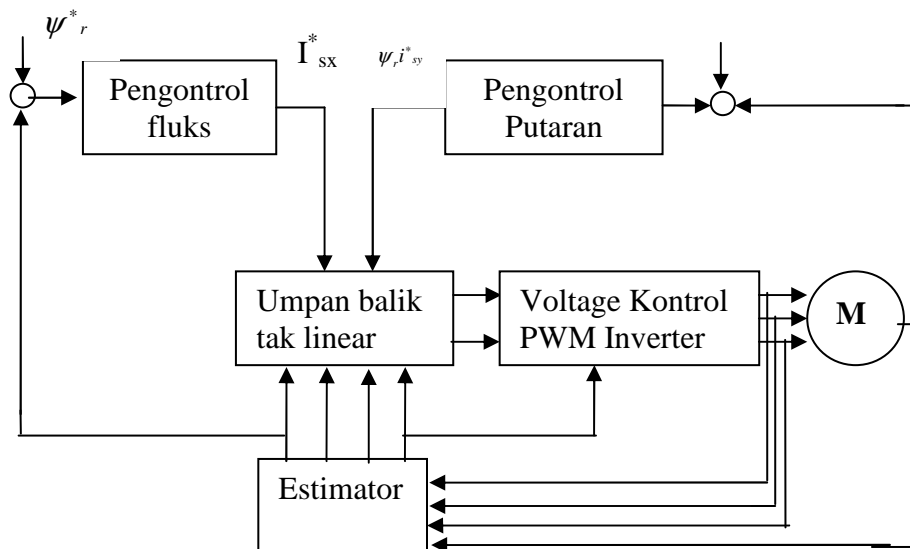 ψ*r
I*sx
ψr i*sy
Pengontrol
fluks
Pengontrol
Putaran
Umpan balik
tak linear
Voltage Kontrol
PWM Inverter
M
Estimator